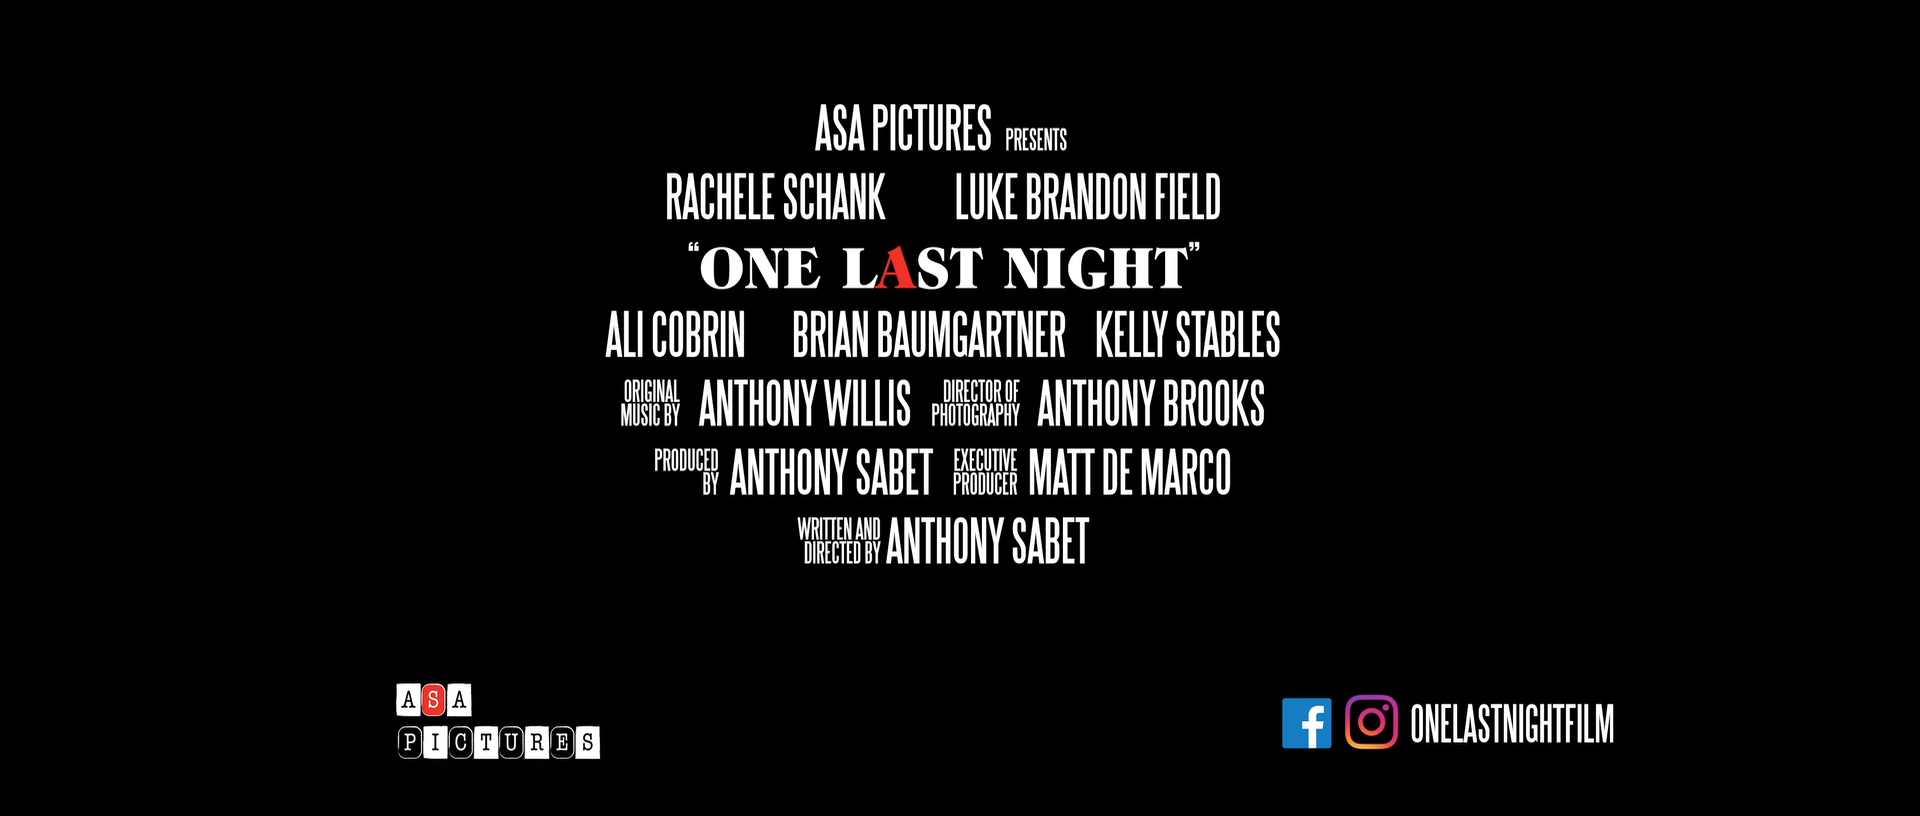 ASA PICTURES PRESENTS
RACHELE SCHANK LUKE BRANDON FIELD
“ONE LAST NIGHT”
ALI COBRIN BRIAN BAUMGARTNER KELLY STABLES
ORIGINAL MUSIC BY ANTHONY WILLIS DIRECTOR OF PHOTOGRAPHY ANTHONY BROOKS
PRODUCED BY ANTHONY SABET EXECUTIVE PRODUCER MATT DE MARCO
WRITTEN AND DIRECTED BY ANTHONY SABET
ASA
PICTURES
ONELASTNIGHTFILM